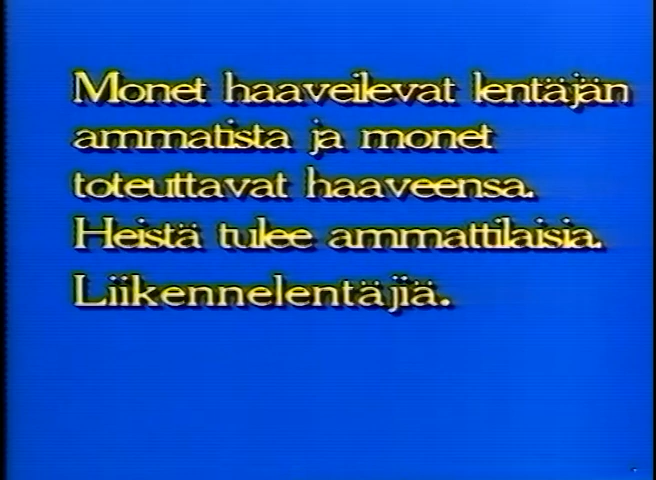 Monet haaveilevat lentäjän
ammatista ja monet
toteuttavat haaveensa.
Heistä tulee ammattilaisia.
Liikennelentäjiä.